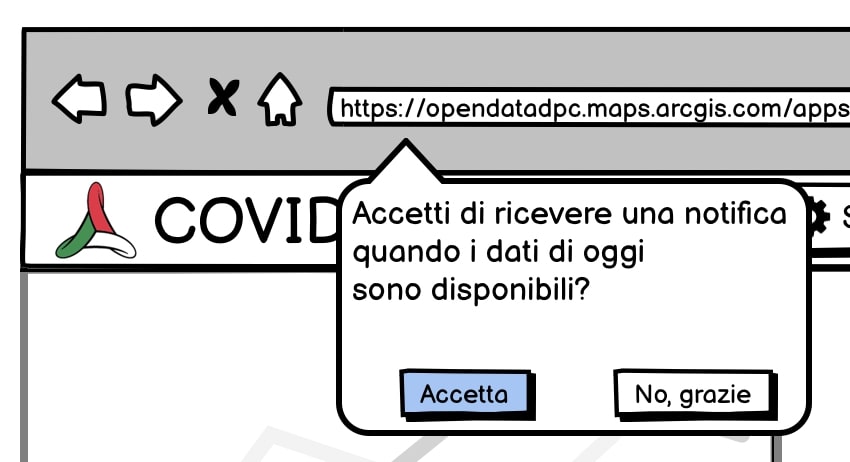 https://opendatadpc.maps.arcgis.com/apps
COVID
Accetti di ricevere una notifica
quando i dati di oggi
sono disponibili?
Accetta
No, grazie